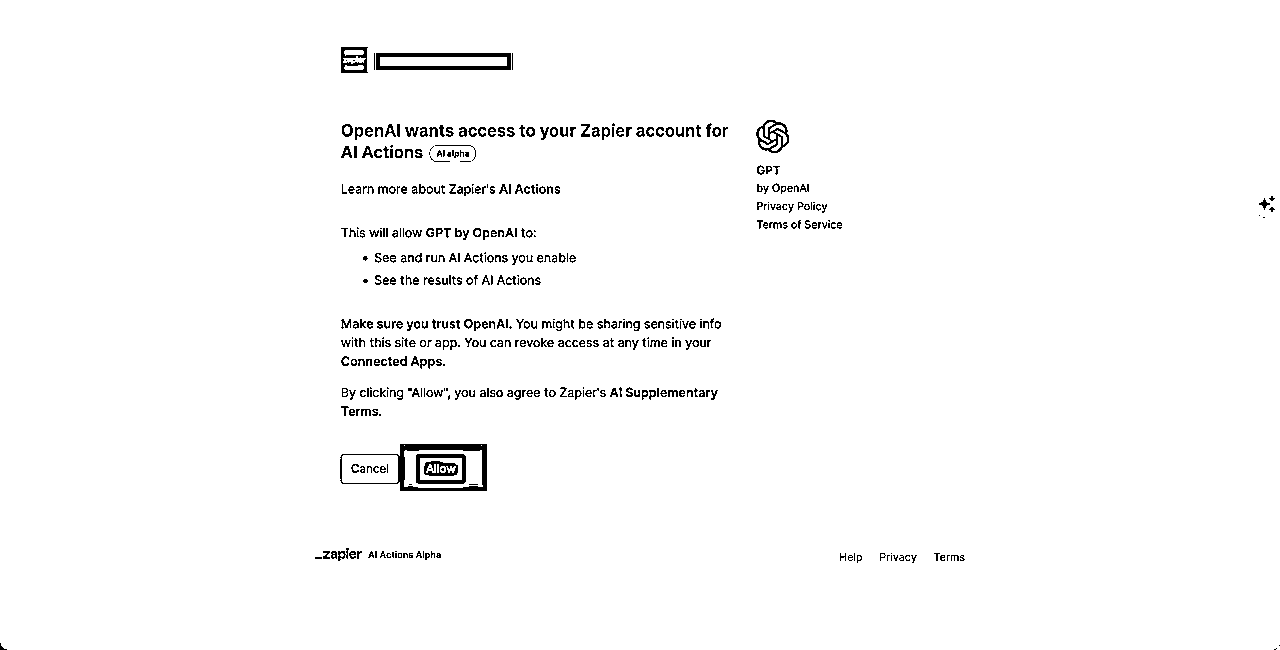 zapier
OpenAI wants access to your Zapier account for
AI Actions AI alpha
Learn more about Zapier's AI Actions
This will allow GPT by OpenAI to:
• See and run AI Actions you enable
• See the results of AI Actions
Make sure you trust OpenAI. You might be sharing sensitive info
with this site or app. You can revoke access at any time in your
Connected Apps.
By clicking "Allow", you also agree to Zapier's AI Supplementary
Terms.
Cancel Allow
GPT
by OpenAI
Privacy Policy
Terms of Service
_zapier AI Actions Alpha
Help Privacy Terms